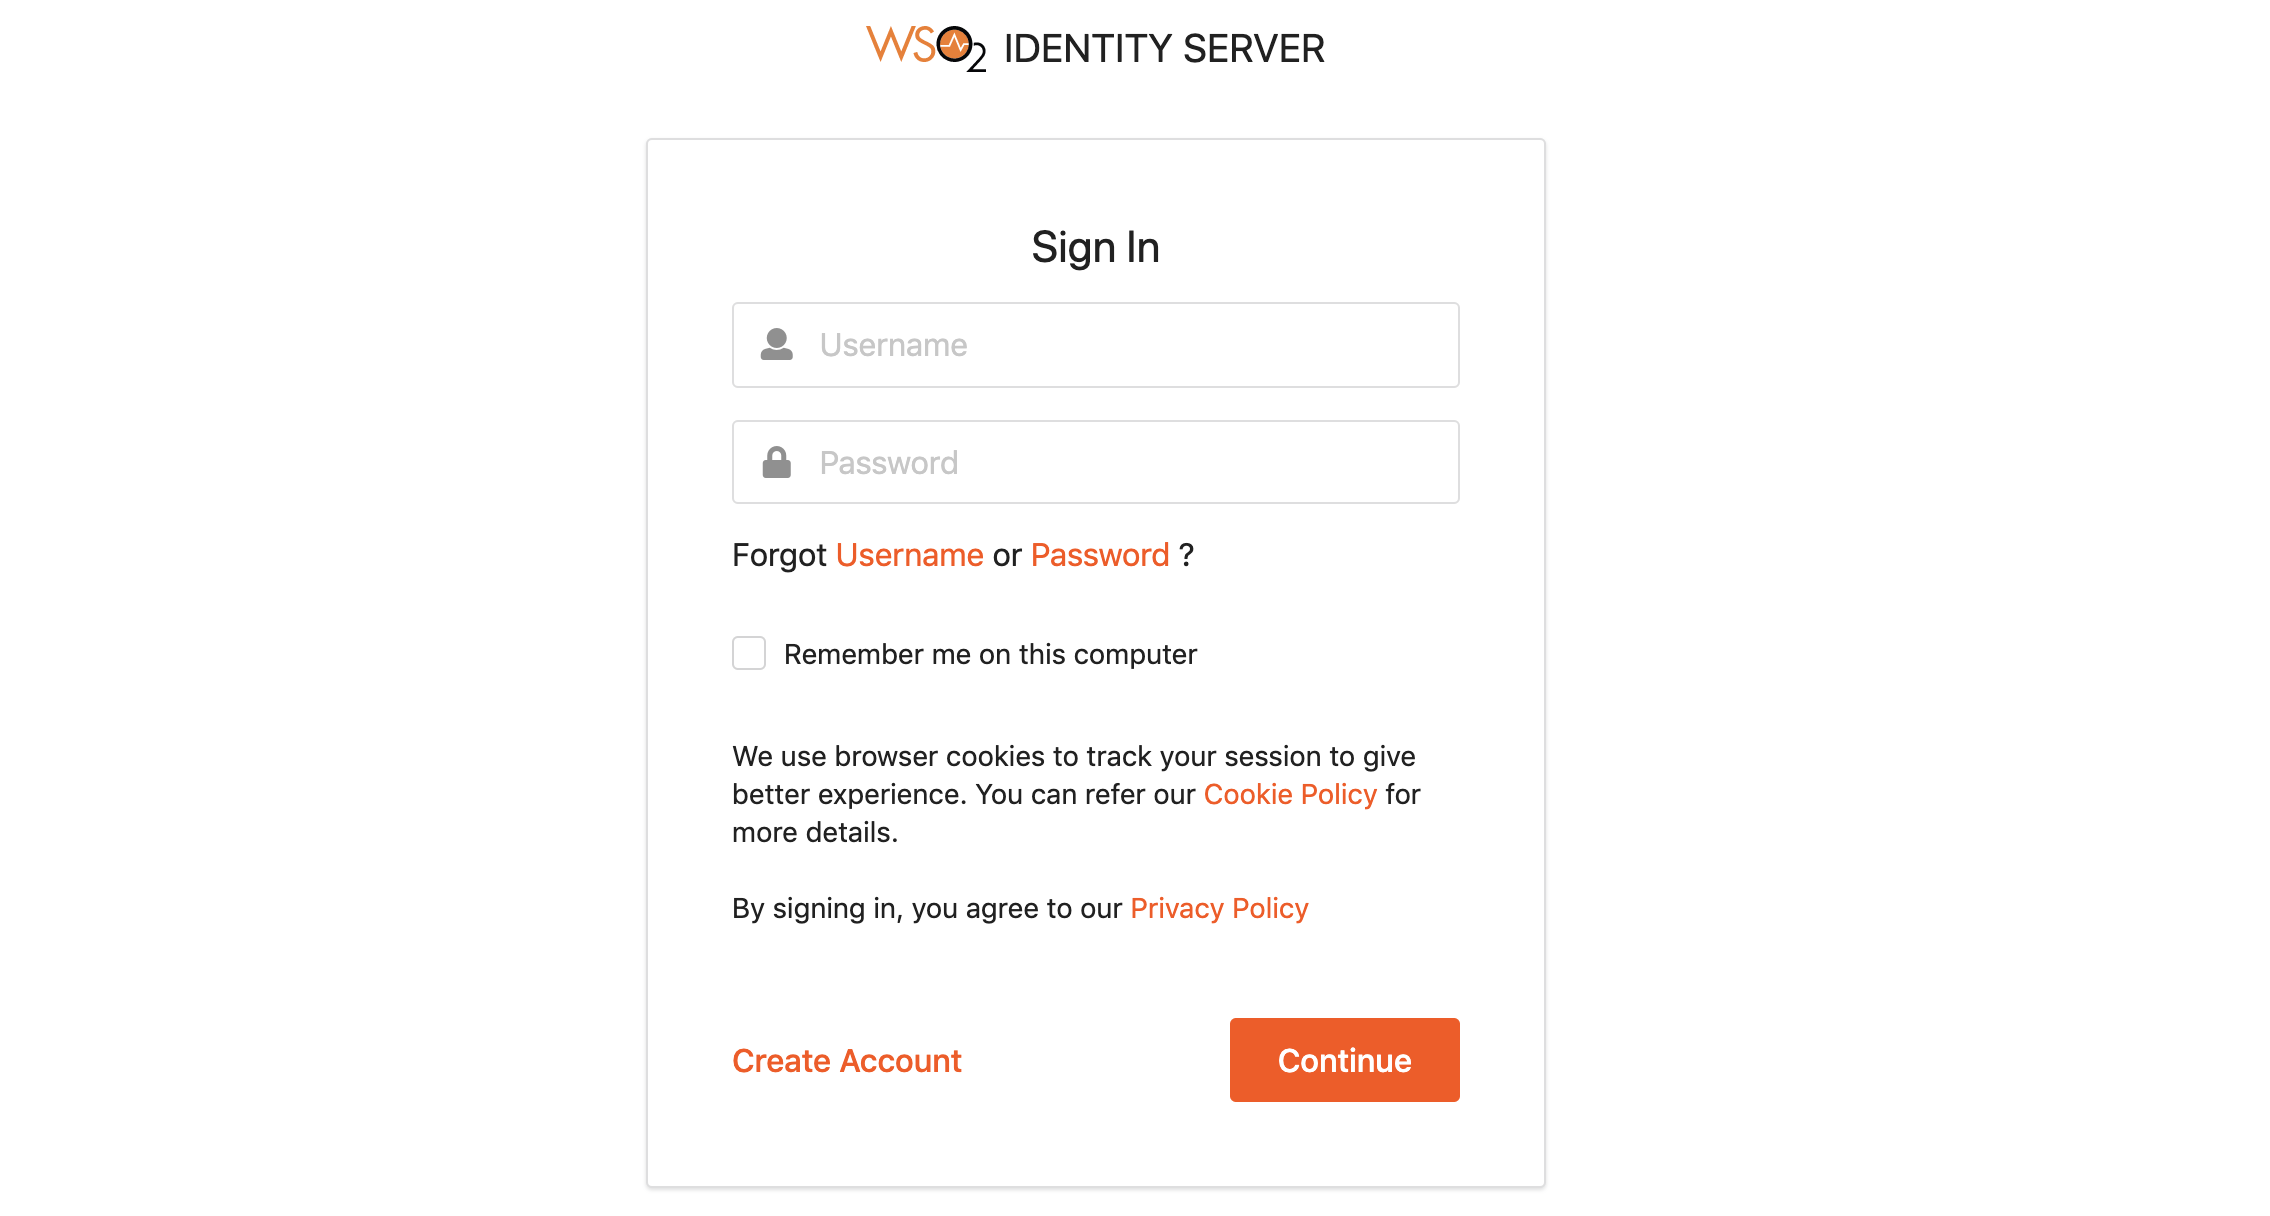 WSO2 IDENTITY SERVER
Sign In
Username
Password
Forgot Username or Password ?
Remember me on this computer
We use browser cookies to track your session to give
better experience. You can refer our Cookie Policy for
more details.
By signing in, you agree to our Privacy Policy
Create Account
Continue